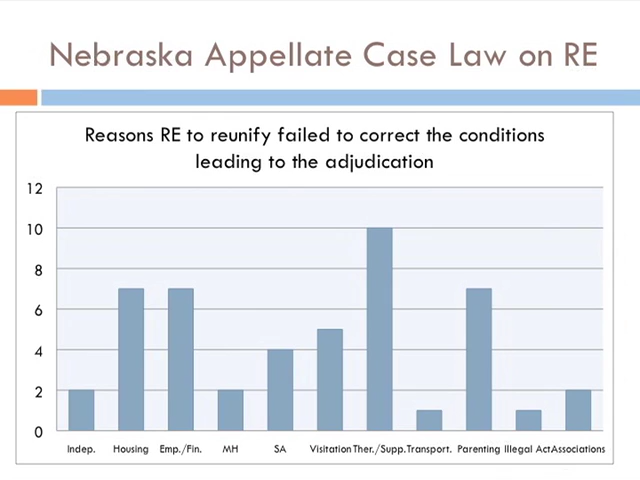 Nebraska Appellate Case Law on RE
Reasons RE to reunify failed to correct the conditions
leading to the adjudication
12
10
8
6
4
2
0
Indep. Housing Emp./Fin. MH SA Visitation Ther./Supp. Transport. Parenting Illegal Act Associations